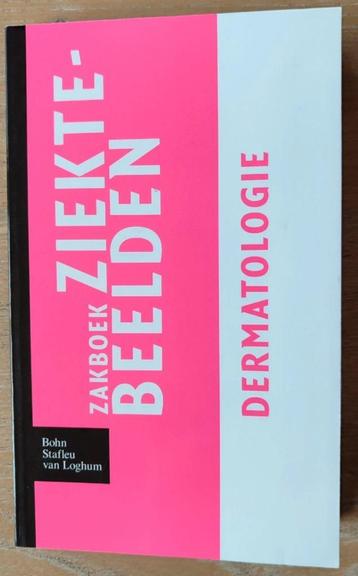 ZAKBOEK ZIEKTE-
BEELDEN
DERMATOLOGIE
Bohn
Stafleu
van Loghum